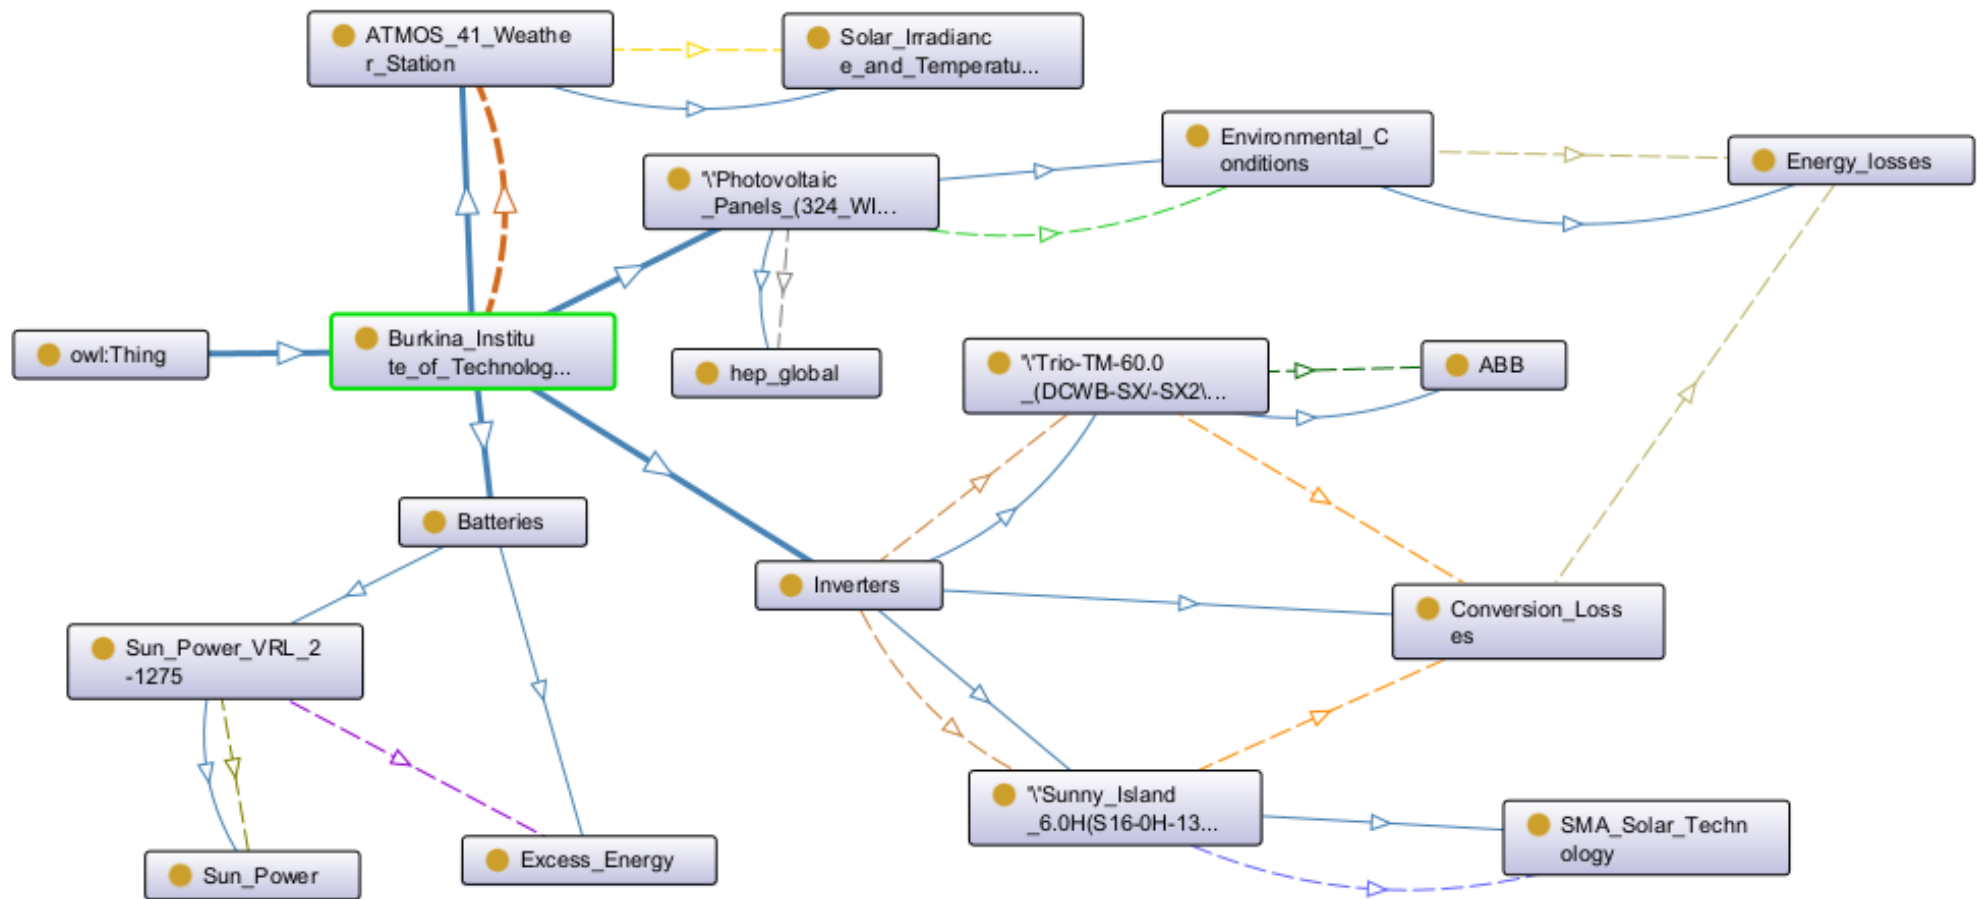 ATMOS_41_Weathe
r_Station
Solar_Irradianc
e_and_Temperatu...
Environmental_C
onditions
Energy_losses
"\"Photovoltaic
_Panels_(324_WI...
owl:Thing
Burkina_Institu
te_of_Technolog...
hep_global
"\"Trio-TM-60.0
_(DCWB-SX/-SX2\...
ABB
Batteries
Inverters
Conversion_Loss
es
Sun_Power_VRL_2
-1275
"\"Sunny_Island
_6.0H(S16-0H-13...
SMA_Solar_Techn
ology
Sun_Power
Excess_Energy